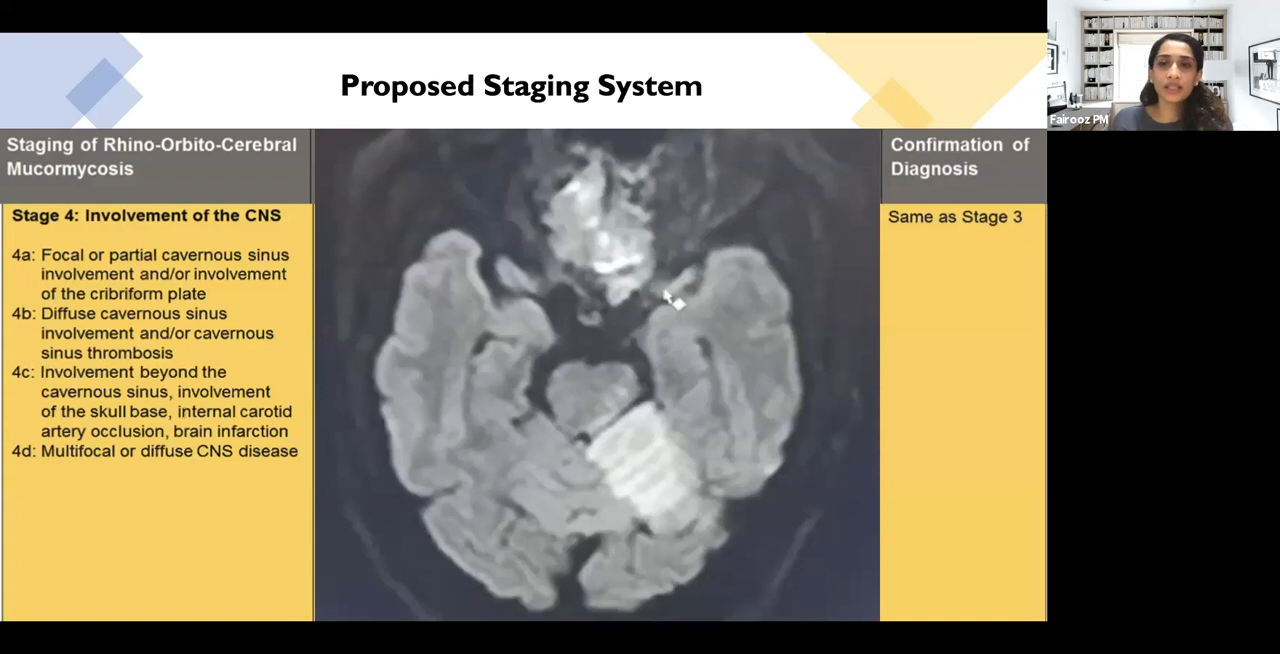 Proposed Staging System
Fairooz PM
Staging of Rhino-Orbito-Cerebral
Mucormycosis
Stage 4: Involvement of the CNS
4a: Focal or partial cavernous sinus
involvement and/or involvement
of the cribriform plate
4b: Diffuse cavernous sinus
involvement and/or cavernous
sinus thrombosis
4c: Involvement beyond the
cavernous sinus, involvement
of the skull base, internal carotid
artery occlusion, brain infarction
4d: Multifocal or diffuse CNS disease
Confirmation of
Diagnosis
Same as Stage 3